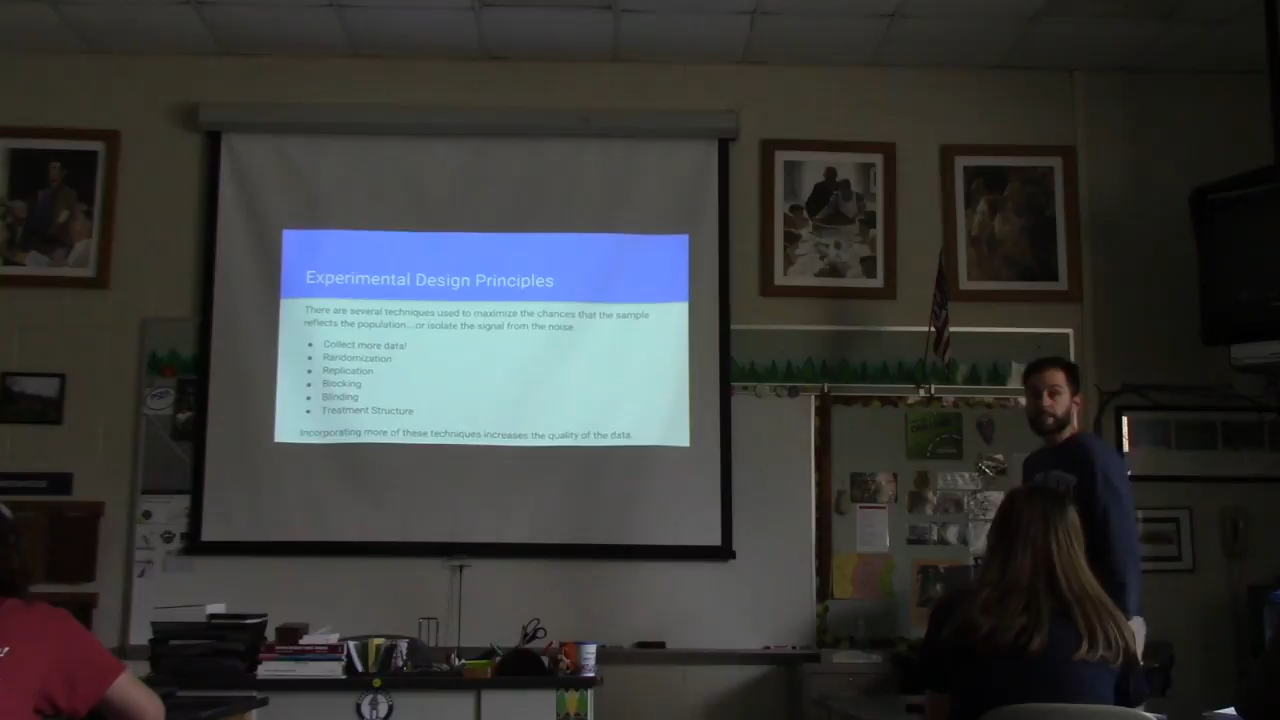 Experimental Design Principles
There are several techniques used to maximize the chances that the sample
reflects the population...or isolate the signal from the noise.
● Collect more data!
● Randomization
● Replication
● Blocking
● Blinding
● Treatment Structure
Incorporating more of these techniques increases the quality of the data.